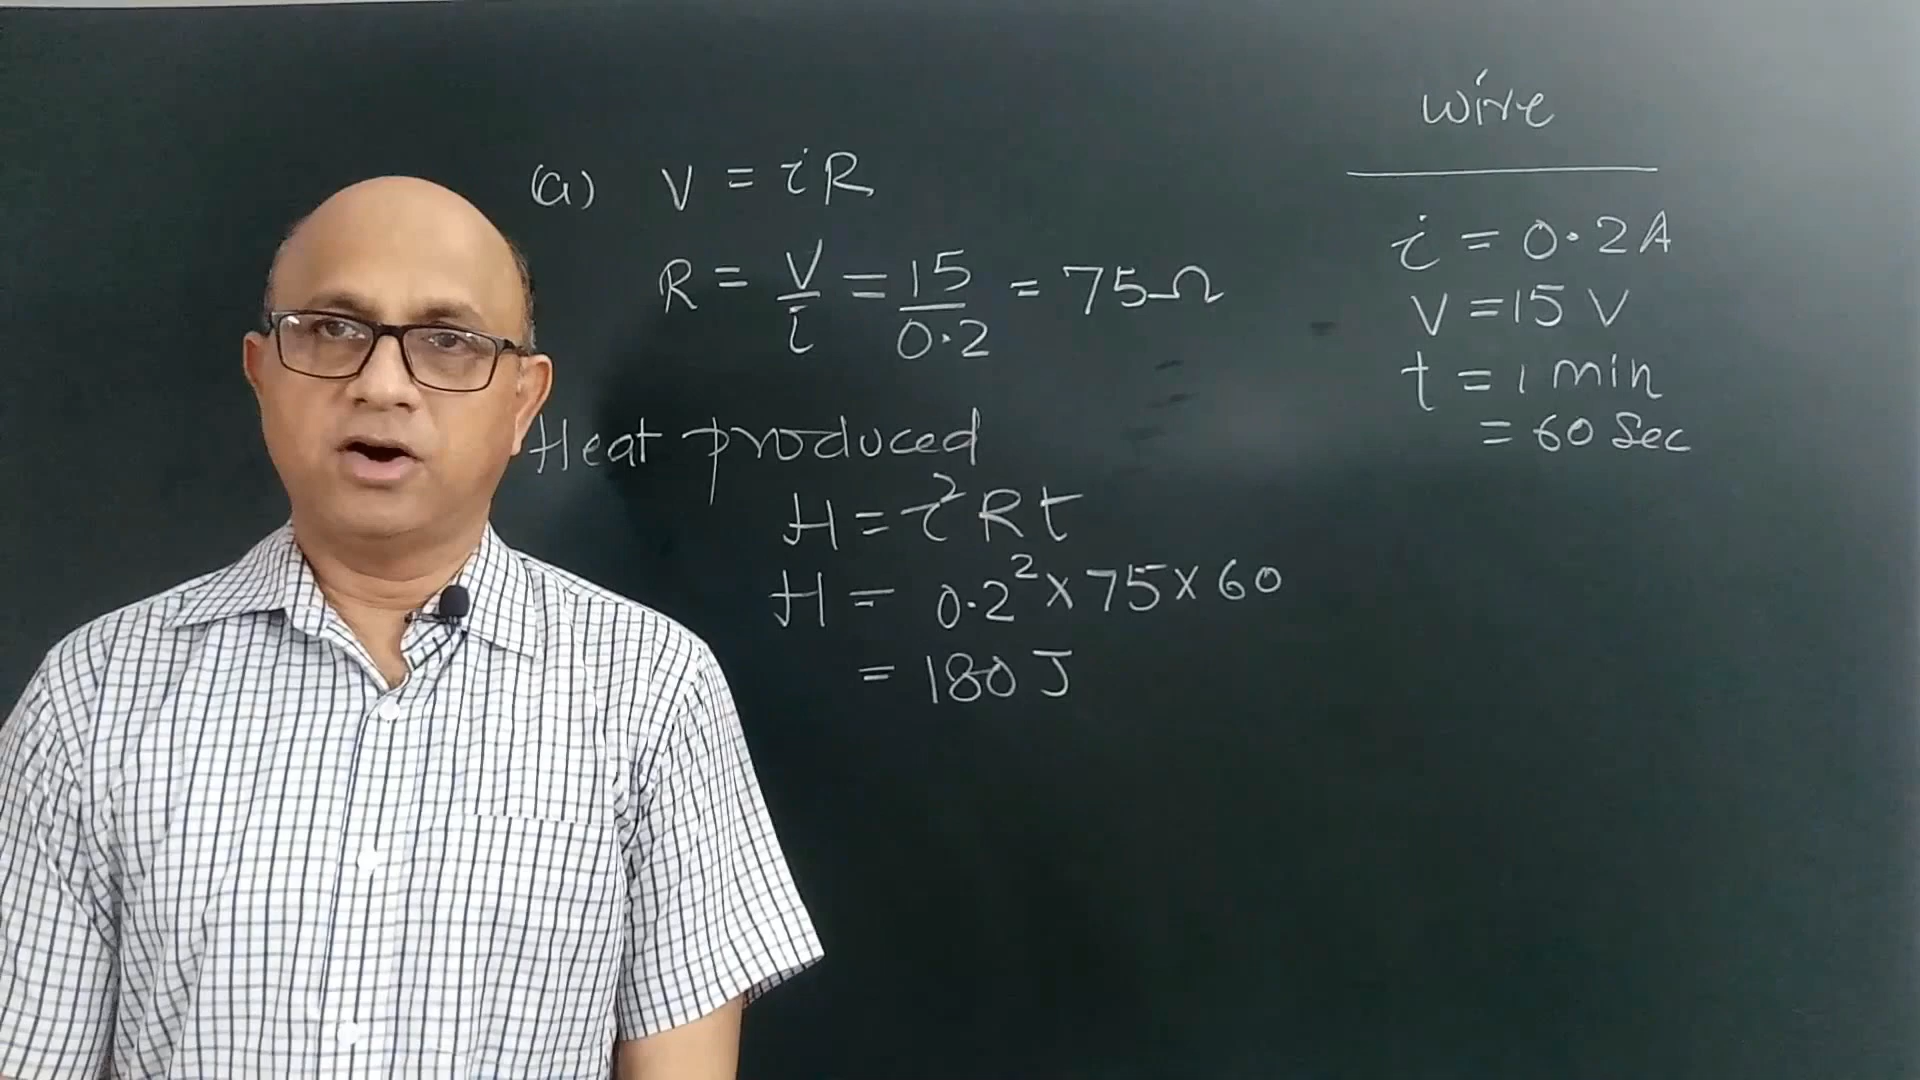 wire
(a) V = iR
i = 0.2A
R = V/i = 15/0.2 = 75Ω
V = 15 V
t = 1 min
= 60 Sec
Heat produced
H = i²Rt
H = 0.2² × 75 × 60
= 180 J